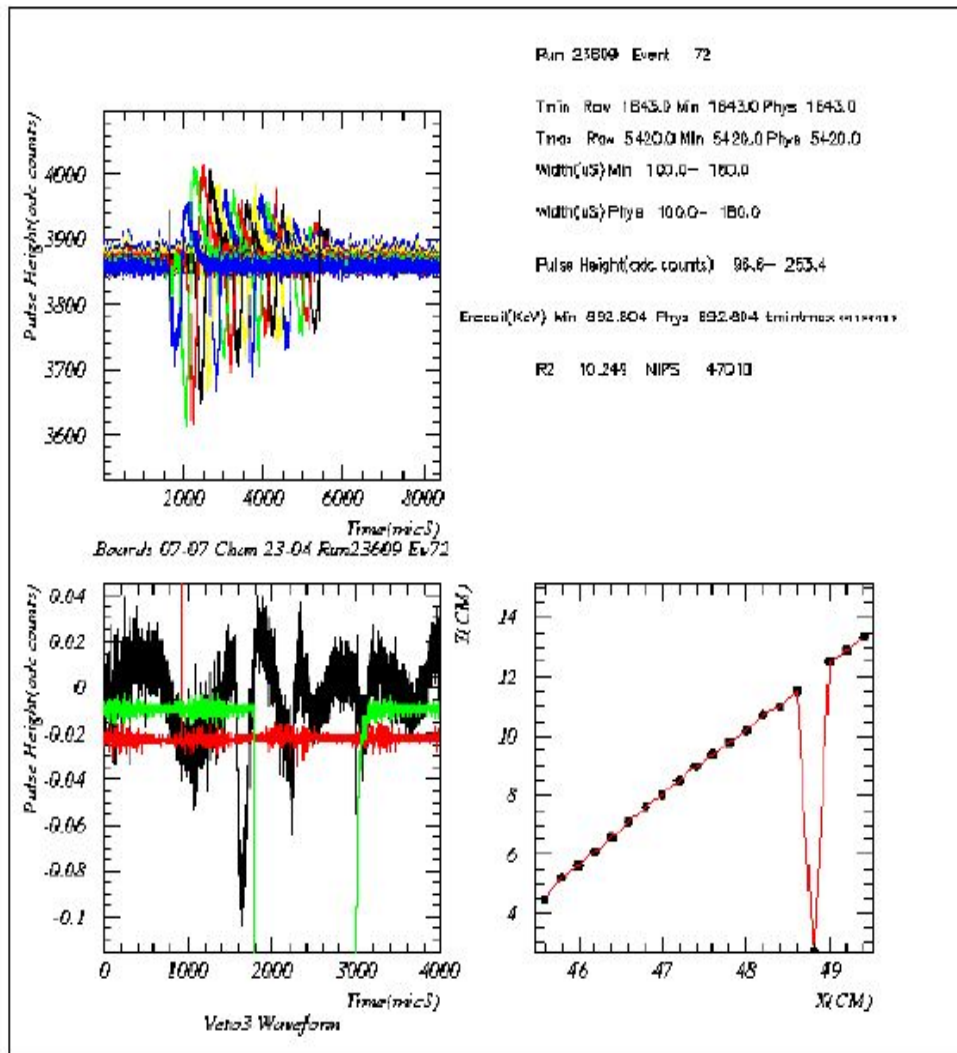 Run 23609 Event 72
Tmin Raw 1643.0 Min 1643.0 Phys 1643.0
Tmax Raw 5420.0 Min 5420.0 Phys 5420.0
Width(uS) Min 100.0- 160.0
Width(uS) Phys 100.0- 160.0
Pulse Height(adc counts) 96.6- 253.4
Erecoil(KeV) Min 892.804 Phys 892.804 tmintmax
R2 10.249 NIPS 47010
Pulse Height(adc counts)
4000
3900
3800
3700
3600
2000 4000 6000 8000
Time(micS)
Boards 07-07 Chan 23-04 Run23609 Ev72
Pulse Height(adc counts)
0.04
0.02
0
-0.02
-0.04
-0.06
-0.08
-0.1
0 1000 2000 3000 4000
Time(micS)
Veto3 Waveform
Z(CM)
14
12
10
8
6
4
46 47 48 49
X(CM)